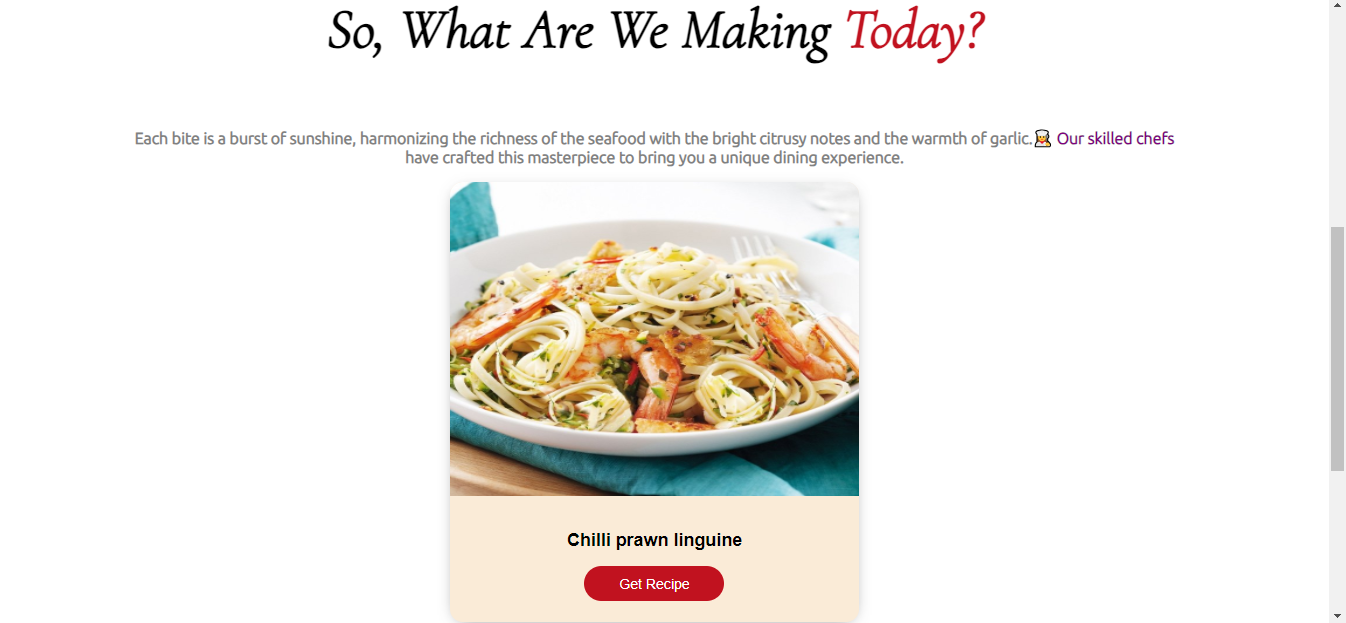 So, What Are We Making Today?
Each bite is a burst of sunshine, harmonizing the richness of the seafood with the bright citrusy notes and the warmth of garlic.👩‍🍳 Our skilled chefs
have crafted this masterpiece to bring you a unique dining experience.
Chilli prawn linguine
Get Recipe